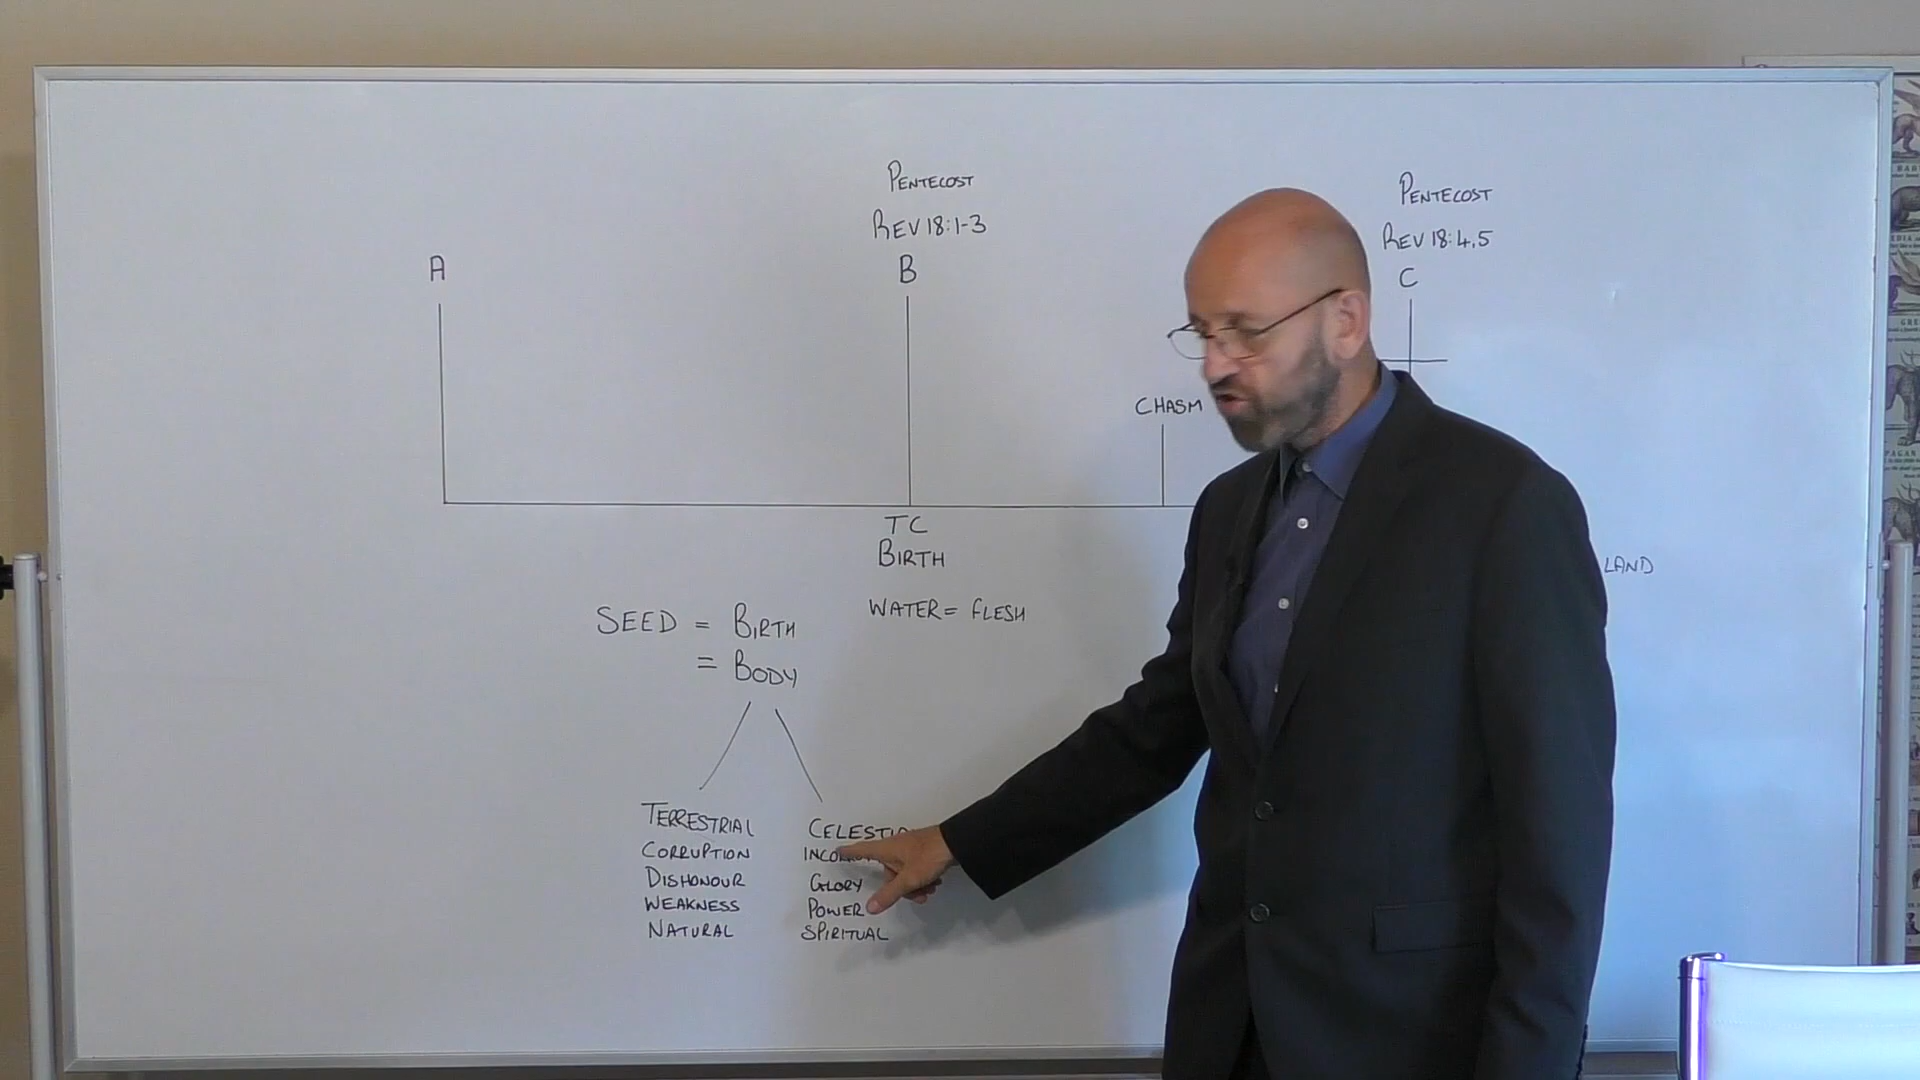 PENTECOST
REV 18:1-3
B
PENTECOST
REV 18:4,5
C
A
CHASM
TC
BIRTH
LAND
WATER = FLESH
SEED = BIRTH
= BODY
TERRESTRIAL
CORRUPTION
DISHONOUR
WEAKNESS
NATURAL
GLORY
POWER
SPIRITUAL